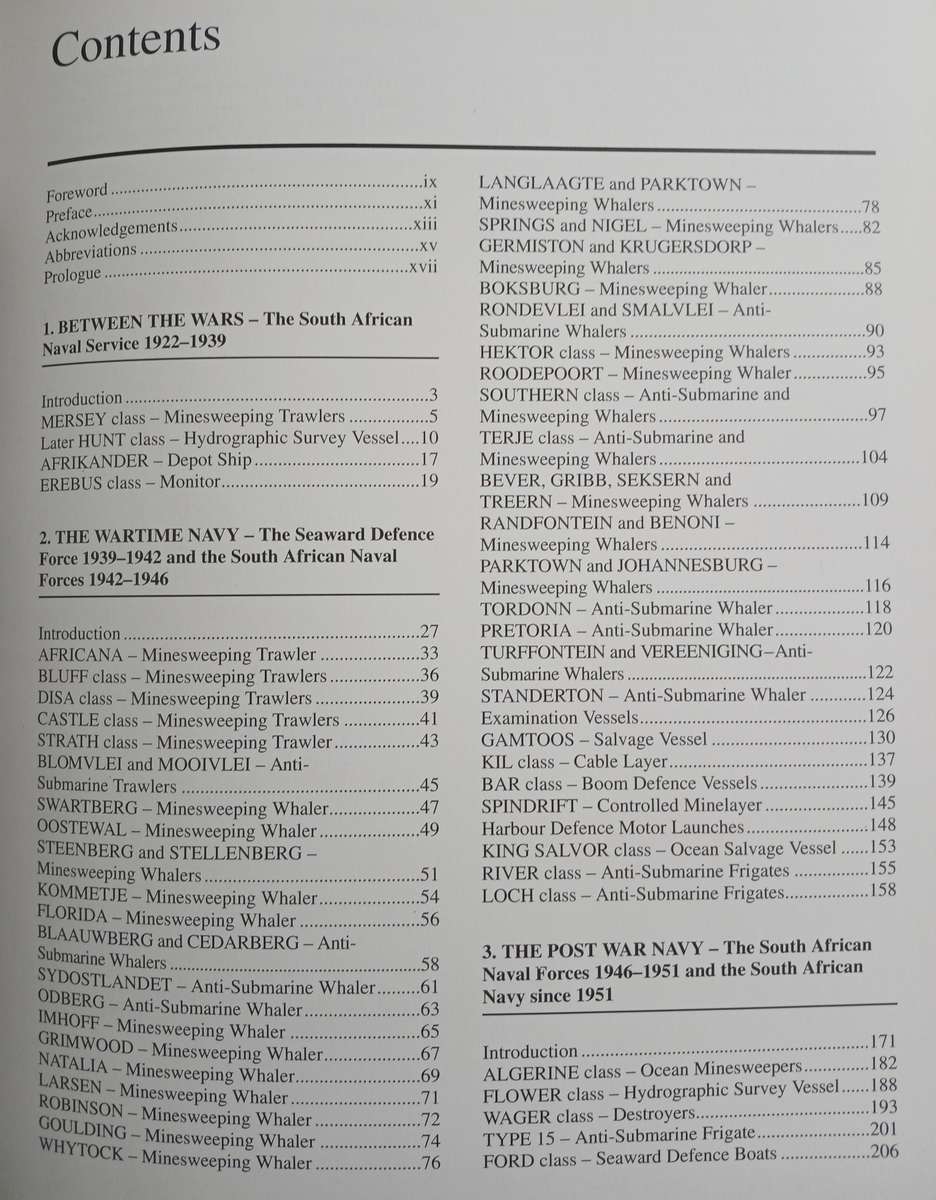 Contents
Foreword ............................................................ix
Preface...............................................................xi
Acknowledgements............................................xiii
Abbreviations ....................................................xv
Prologue ..........................................................xvii
1. BETWEEN THE WARS – The South African
Naval Service 1922–1939
Introduction ........................................................3
MERSEY class – Minesweeping Trawlers ...............5
Later HUNT class – Hydrographic Survey Vessel....10
AFRIKANDER – Depot Ship...............................17
EREBUS class – Monitor.....................................19
2. THE WARTIME NAVY – The Seaward Defence
Force 1939–1942 and the South African Naval
Forces 1942–1946
Introduction ......................................................27
AFRICANA – Minesweeping Trawler ...................33
BLUFF class – Minesweeping Trawlers .................36
DISA class – Minesweeping Trawlers ....................39
CASTLE class – Minesweeping Trawlers ...............41
STRATH class – Minesweeping Trawler................43
BLOMVLEI and MOOIVLEI – Anti-
Submarine Trawlers ...........................................45
SWARTBERG – Minesweeping Whaler.................47
OOSTEWAL – Minesweeping Whaler...................49
STEENBERG and STELLENBERG –
Minesweeping Whalers .......................................51
KOMMETJE – Minesweeping Whaler...................54
FLORIDA – Minesweeping Whaler ......................56
BLAAUWBERG and CEDARBERG – Anti-
Submarine Whalers ............................................58
SYDOSTLANDET – Anti-Submarine Whaler.........61
ODBERG – Anti-Submarine Whaler.....................63
IMHOFF – Minesweeping Whaler ........................65
GRIMWOOD – Minesweeping Whaler..................67
NATALIA – Minesweeping Whaler.......................69
LARSEN – Minesweeping Whaler ........................71
ROBINSON – Minesweeping Whaler ...................72
GOULDING – Minesweeping Whaler ...................74
WHYTOCK – Minesweeping Whaler ....................76
LANGLAAGTE and PARKTOWN –
Minesweeping Whalers .......................................78
SPRINGS and NIGEL – Minesweeping Whalers.....82
GERMISTON and KRUGERSDORP –
Minesweeping Whalers .......................................85
BOKSBURG – Minesweeping Whaler...................88
RONDEVLEI and SMALVLEI – Anti-
Submarine Whalers ............................................90
HEKTOR class – Minesweeping Whalers ..............93
ROODEPOORT – Minesweeping Whaler..............95
SOUTHERN class – Anti-Submarine and
Minesweeping Whalers .......................................97
TERJE class – Anti-Submarine and
Minesweeping Whalers .....................................104
BEVER, GRIBB, SEKSERN and
TREERN – Minesweeping Whalers ....................109
RANDFONTEIN and BENONI –
Minesweeping Whalers .....................................114
PARKTOWN and JOHANNESBURG –
Minesweeping Whalers .....................................116
TORDONN – Anti-Submarine Whaler................118
PRETORIA – Anti-Submarine Whaler................120
TURFFONTEIN and VEREENIGING–Anti-
Submarine Whalers ..........................................122
STANDERTON – Anti-Submarine Whaler ..........124
Examination Vessels..........................................126
GAMTOOS – Salvage Vessel .............................130
KIL class – Cable Layer.....................................137
BAR class – Boom Defence Vessels.....................139
SPINDRIFT – Controlled Minelayer ...................145
Harbour Defence Motor Launches......................148
KING SALVOR class – Ocean Salvage Vessel ......153
RIVER class – Anti-Submarine Frigates .............155
LOCH class – Anti-Submarine Frigates...............158
3. THE POST WAR NAVY – The South African
Naval Forces 1946–1951 and the South African
Navy since 1951
Introduction ....................................................171
ALGERINE class – Ocean Minesweepers............182
FLOWER class – Hydrographic Survey Vessel......188
WAGER class – Destroyers................................193
TYPE 15 – Anti-Submarine Frigate.....................201
FORD class – Seaward Defence Boats ................206